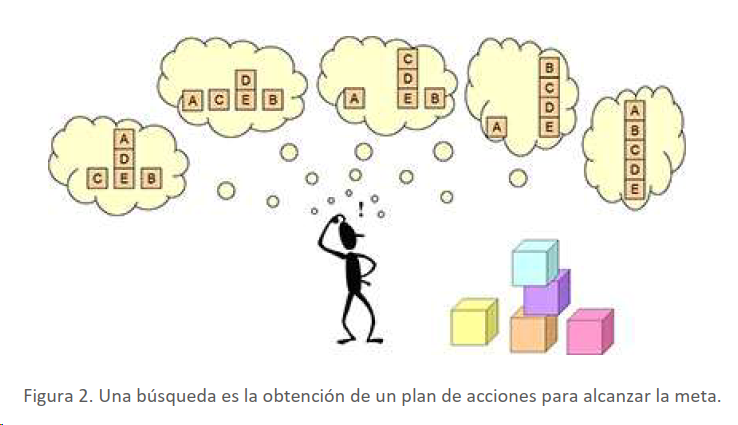 A
D
C E B
D
A C E B
C
D
A E B
B
C
D
A E
A
B
C
D
E
!
Figura 2. Una búsqueda es la obtención de un plan de acciones para alcanzar la meta.